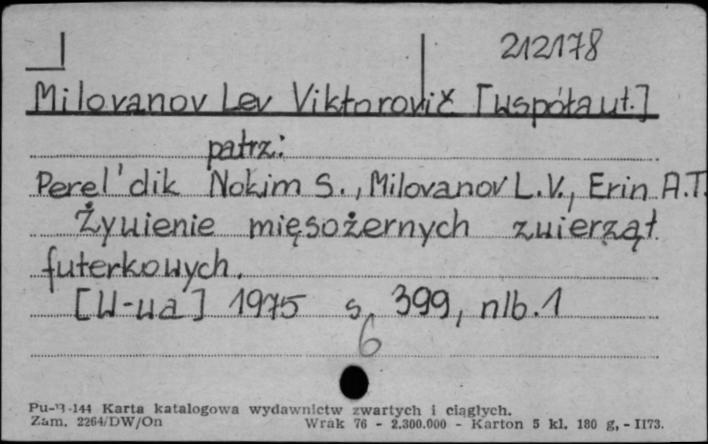 212178
Milovanov Lev Viktorovič [współaut.]
patrz:
Perel'dik Nokim S., Milovanov L.V., Erin A.T.
Żywienie mięsożernych zwierząt
futerkowych.
[W-wa] 1975 s. 399, nlb. 1
6
Pu-B-144 Karta katalogowa wydawnictw zwartych i ciągłych.
Zam. 2264/DW/On Wrak 76 - 2.300.000 - Karton 5 kl. 180 g, - II73.